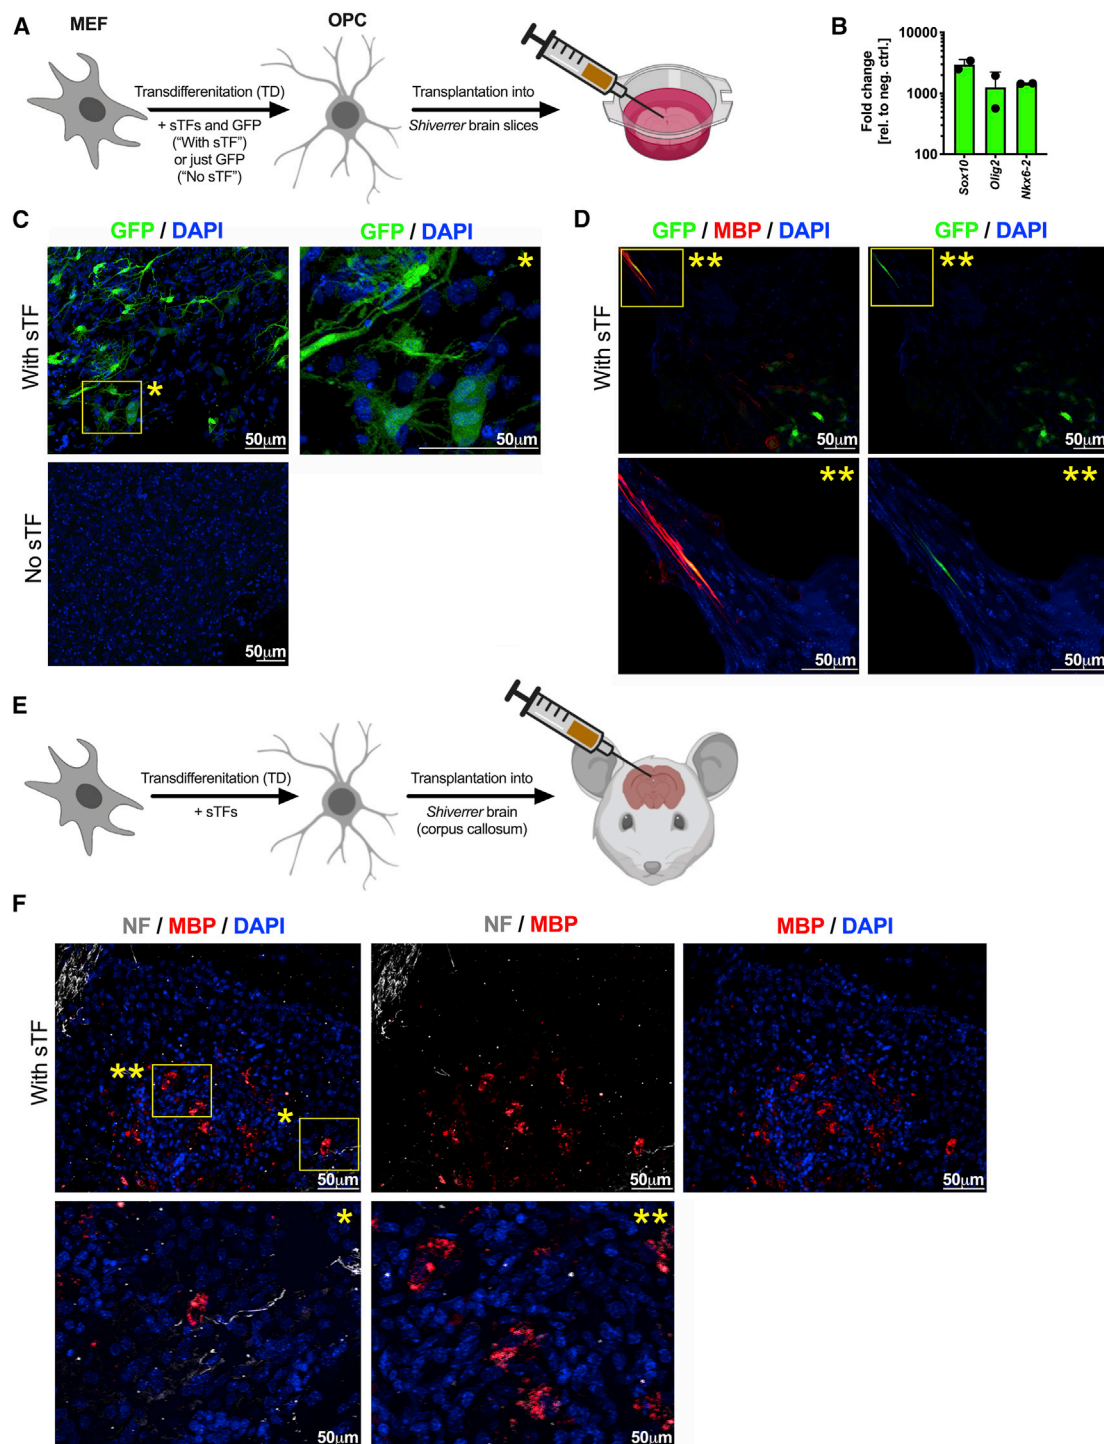 A
MEF
OPC
Transdifferenitation (TD)
+ sTFs and GFP
("With sTF")
or just GFP
("No sTF")
Transplantation into
Shiverrer brain slices
B
Fold change
[rel. to neg. ctrl.]
10000
1000
100
Sox10
Olig2
Nkx6-2
C
GFP / DAPI
GFP / DAPI
With sTF
*
50μm
*
50μm
No sTF
50μm
D
GFP / MBP / DAPI
GFP / DAPI
With sTF
**
50μm
**
50μm
**
50μm
**
50μm
E
Transdifferenitation (TD)
+ sTFs
Transplantation into
Shiverrer brain
(corpus callosum)
F
NF / MBP / DAPI
NF / MBP
MBP / DAPI
With sTF
**
*
50μm
50μm
50μm
*
50μm
**
50μm